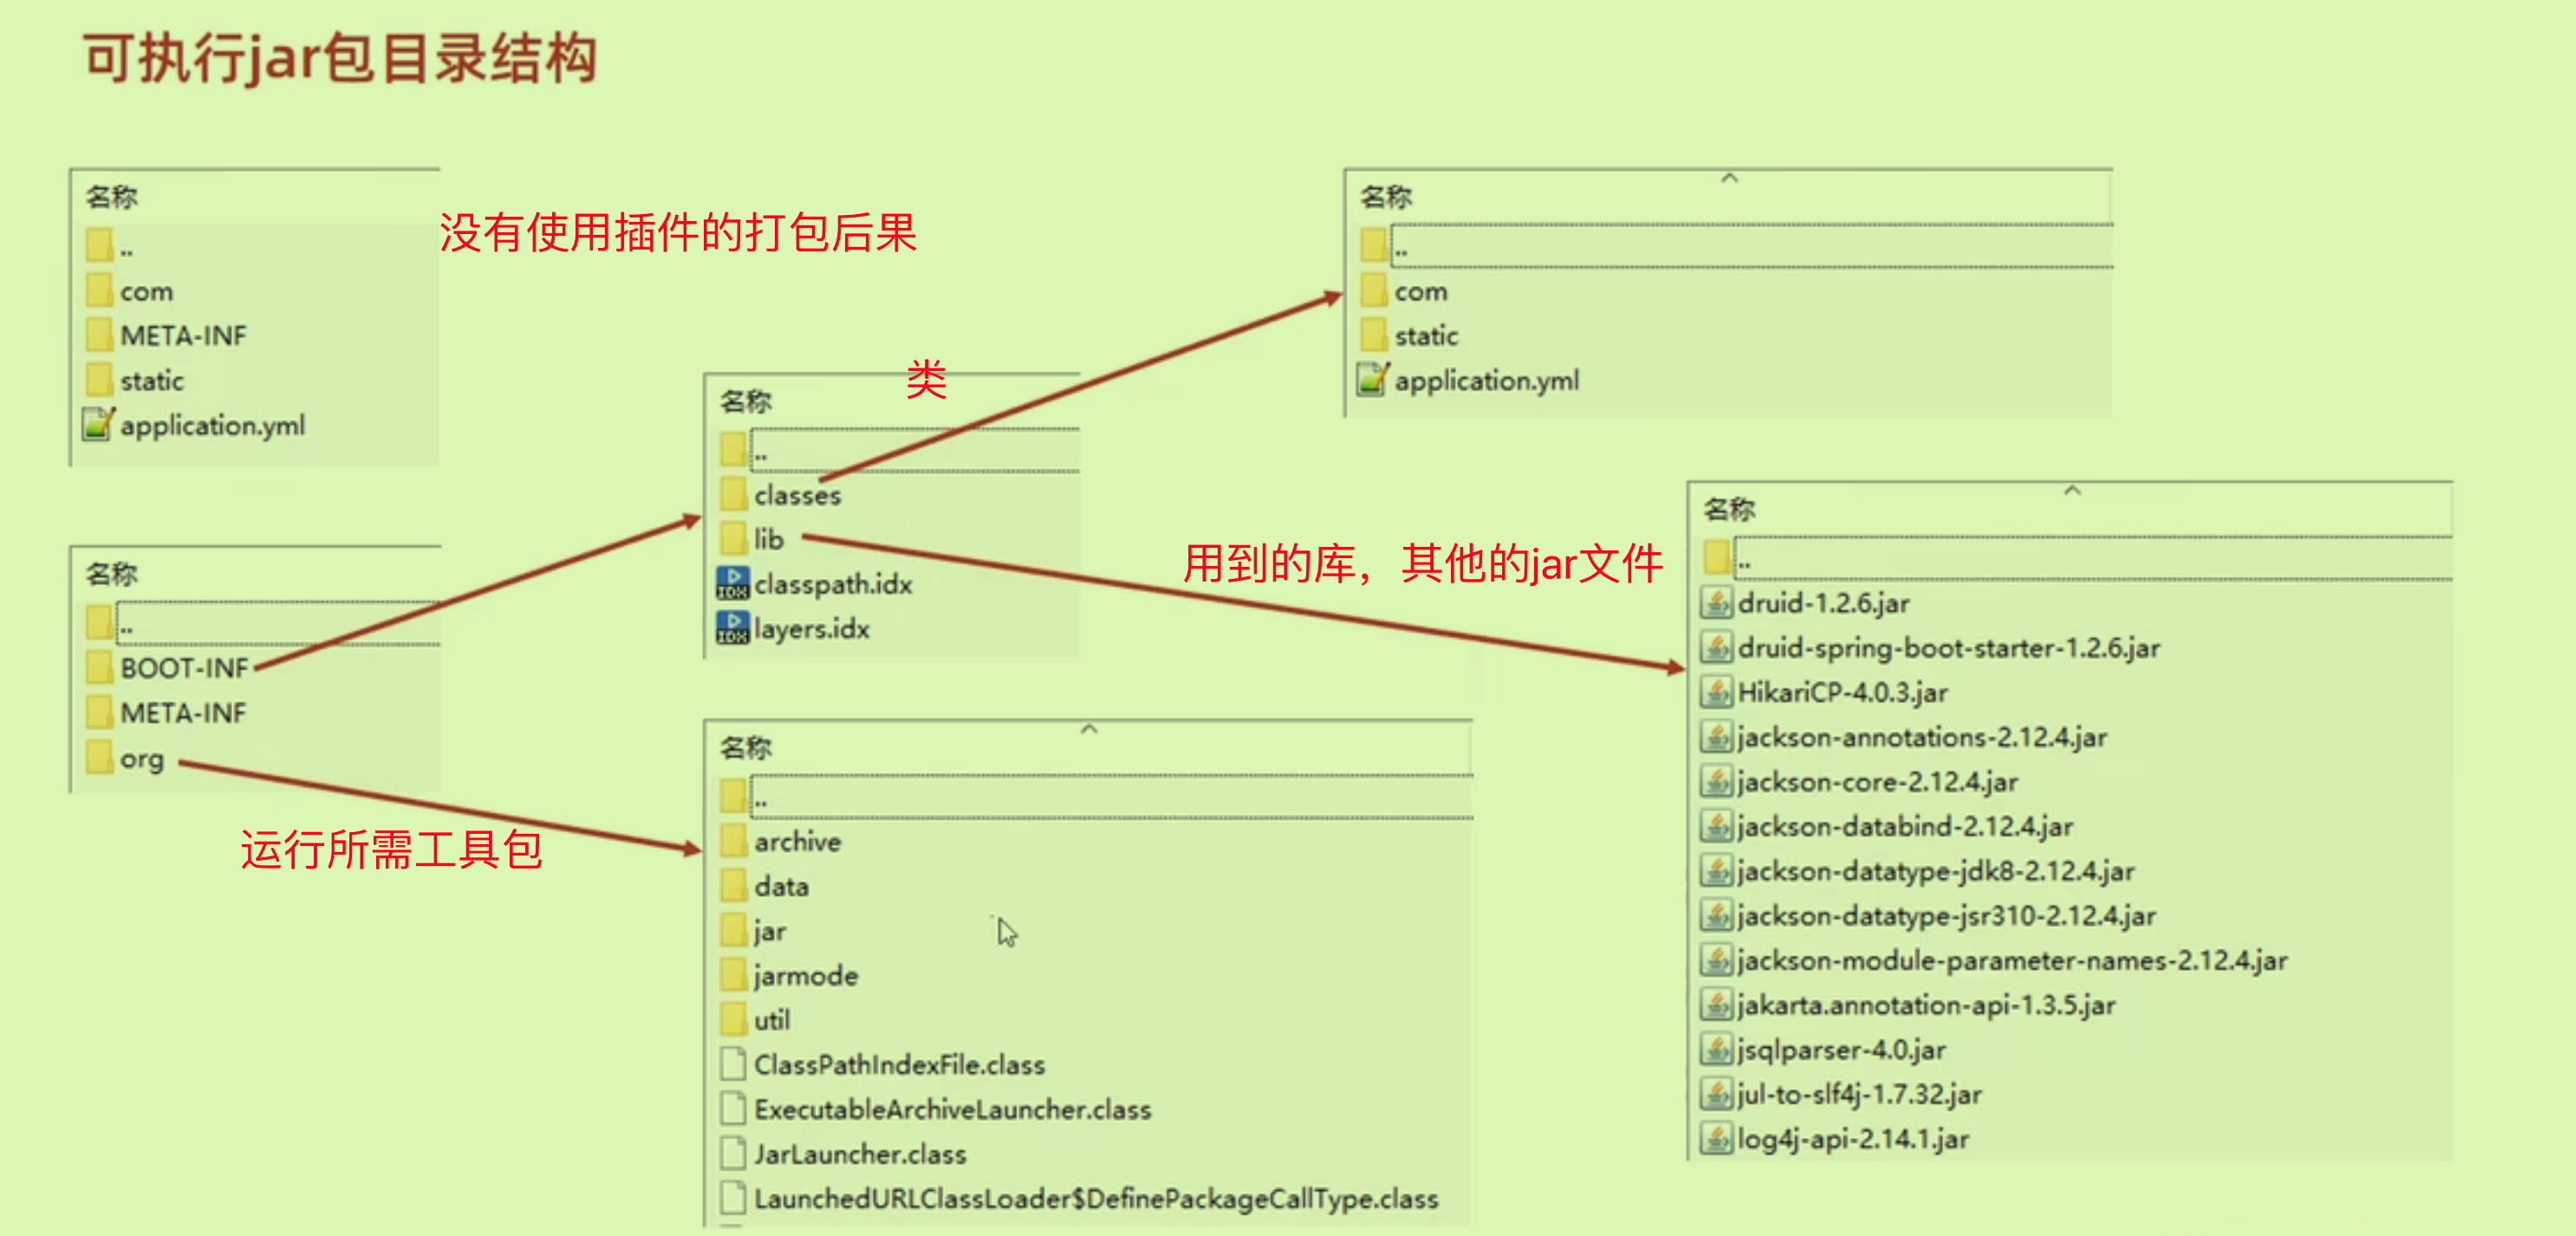 可执行jar包目录结构
名称
..
com
META-INF
static
application.yml
没有使用插件的打包后果
名称
..
BOOT-INF
META-INF
org
运行所需工具包
类
名称
..
classes
lib
classpath.idx
layers.idx
名称
..
archive
data
jar
jarmode
util
ClassPathIndexFile.class
ExecutableArchiveLauncher.class
JarLauncher.class
LaunchedURLClassLoader$DefinePackageCallType.class
名称
..
com
static
application.yml
用到的库，其他的jar文件
名称
..
druid-1.2.6.jar
druid-spring-boot-starter-1.2.6.jar
HikariCP-4.0.3.jar
jackson-annotations-2.12.4.jar
jackson-core-2.12.4.jar
jackson-databind-2.12.4.jar
jackson-datatype-jdk8-2.12.4.jar
jackson-datatype-jsr310-2.12.4.jar
jackson-module-parameter-names-2.12.4.jar
jakarta.annotation-api-1.3.5.jar
jsqlparser-4.0.jar
jul-to-slf4j-1.7.32.jar
log4j-api-2.14.1.jar